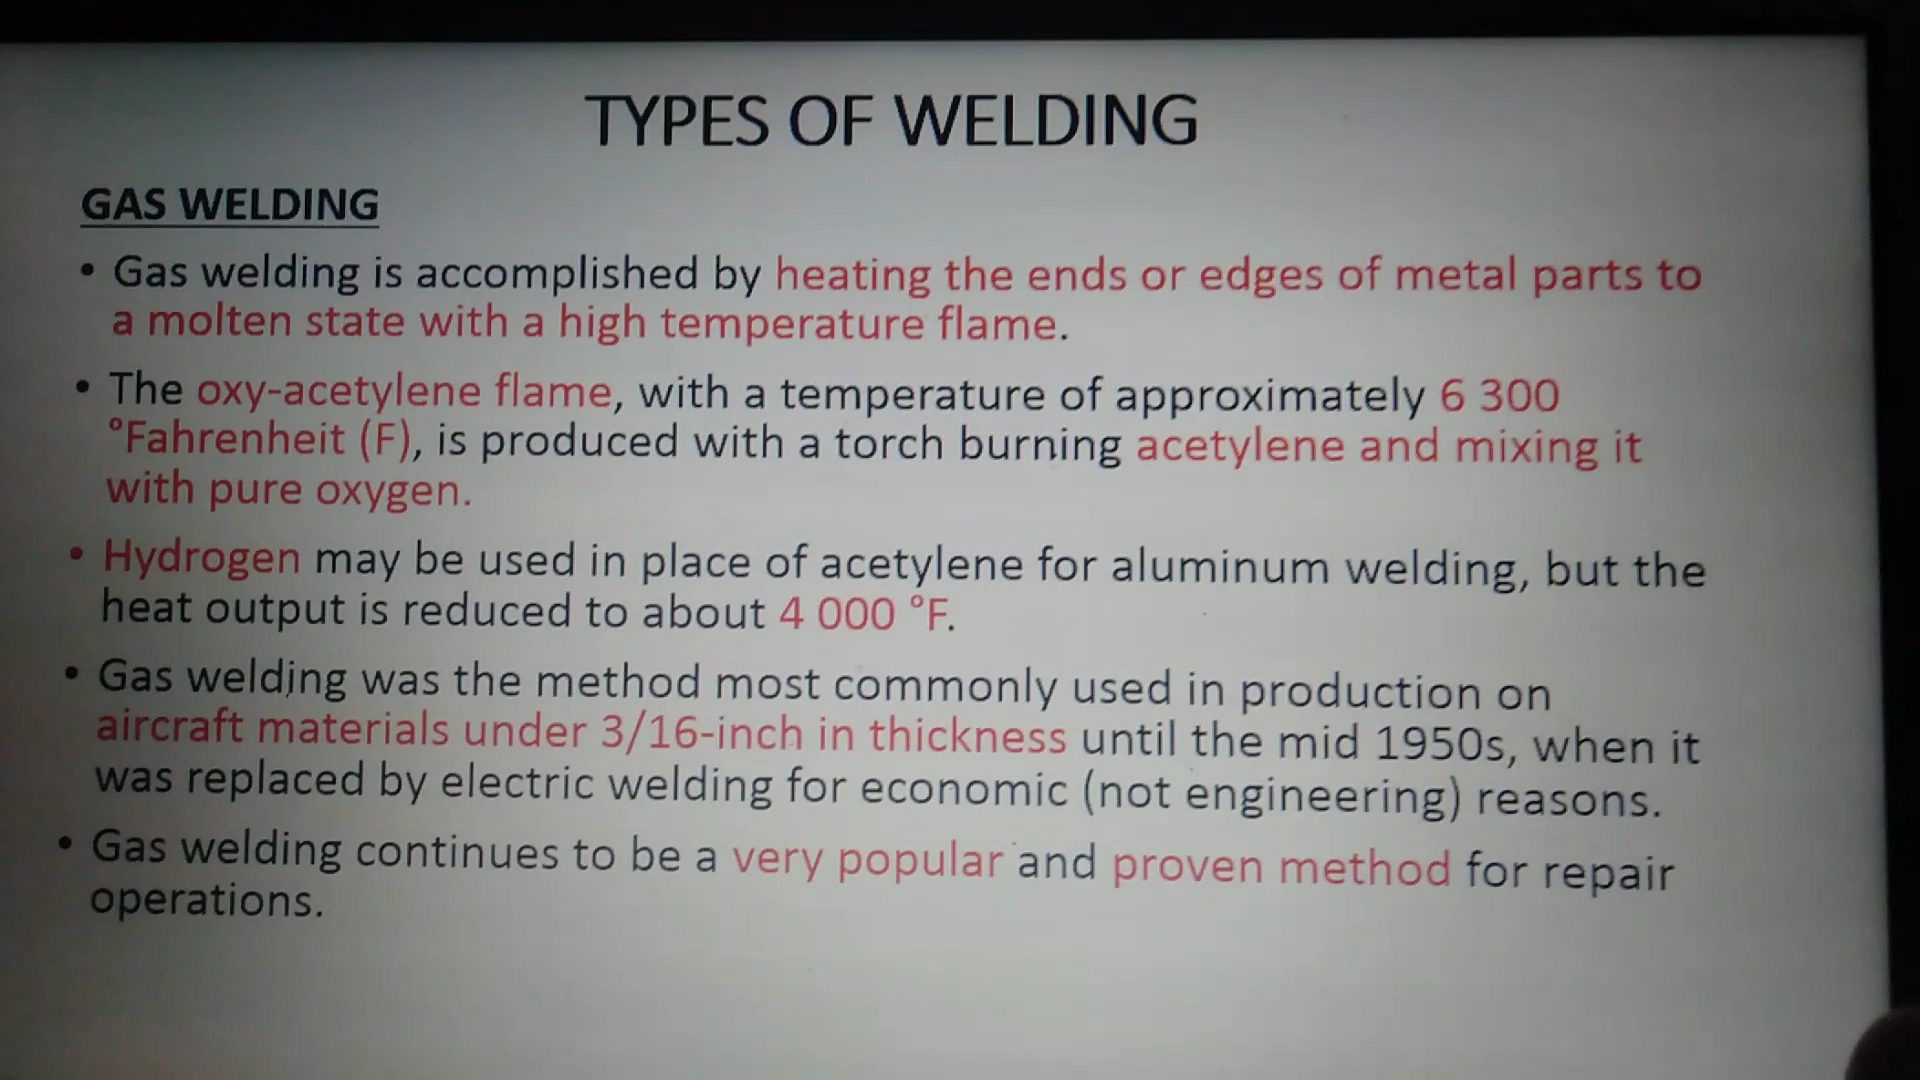 TYPES OF WELDING
GAS WELDING
• Gas welding is accomplished by heating the ends or edges of metal parts to
a molten state with a high temperature flame.
• The oxy-acetylene flame, with a temperature of approximately 6 300
°Fahrenheit (F), is produced with a torch burning acetylene and mixing it
with pure oxygen.
• Hydrogen may be used in place of acetylene for aluminum welding, but the
heat output is reduced to about 4 000 °F.
• Gas welding was the method most commonly used in production on
aircraft materials under 3/16-inch in thickness until the mid 1950s, when it
was replaced by electric welding for economic (not engineering) reasons.
• Gas welding continues to be a very popular and proven method for repair
operations.